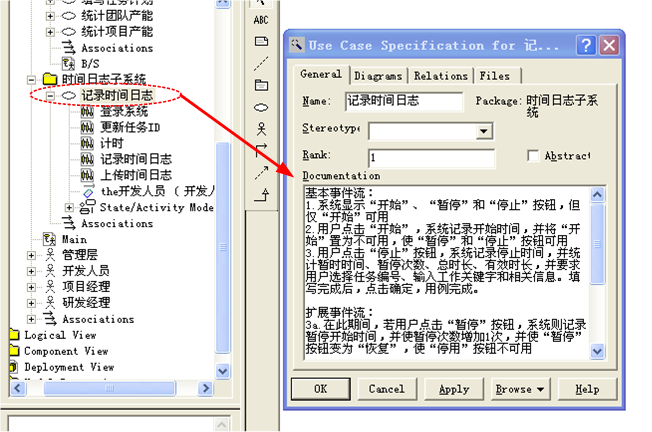 填写任务计划
统计团队产能
统计项目产能
Associations
B/S
时间日志子系统
记录时间日志
登录系统
更新任务ID
计时
记录时间日志
上传时间日志
the开发人员 ( 开发人
State/Activity Mode
Associations
Main
管理层
开发人员
项目经理
研发经理
Associations
Logical View
Component View
Deployment View
ABC
Use Case Specification for 记...
General
Diagrams
Relations
Files
Name:
记录时间日志
Package:
时间日志子系
统
Stereotype
Rank:
1
Abstract
Documentation
基本事件流：
1.系统显示“开始”、“暂停”和“停止”按钮，但
仅“开始”可用
2.用户点击“开始”，系统记录开始时间，并将“开
始”置为不可用，使“暂停”和“停止”按钮可用
3.用户点击“停止”按钮，系统记录停止时间，并统
计暂时时间、暂停次数、总时长、有效时长，并要求
用户选择任务编号、输入工作关键字和相关信息。填
写完成后，点击确定，用例完成。
扩展事件流：
3a.在此期间，若用户点击“暂停”按钮，系统则记录
暂停开始时间，并使暂停次数增加1次，并使“暂停”
按钮变为“恢复”，使“停用”按钮不可用
OK
Cancel
Apply
Browse
Help